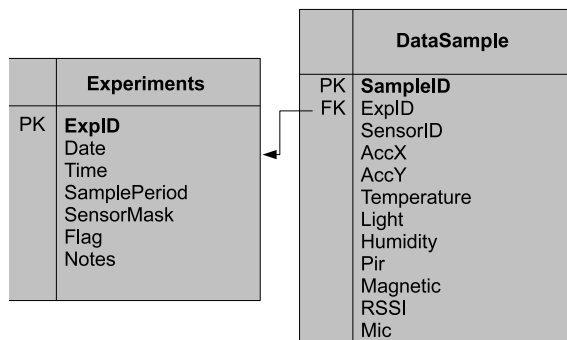 Experiments
PK ExpID
Date
Time
SamplePeriod
SensorMask
Flag
Notes
DataSample
PK SampleID
FK ExpID
SensorID
AccX
AccY
Temperature
Light
Humidity
Pir
Magnetic
RSSI
Mic